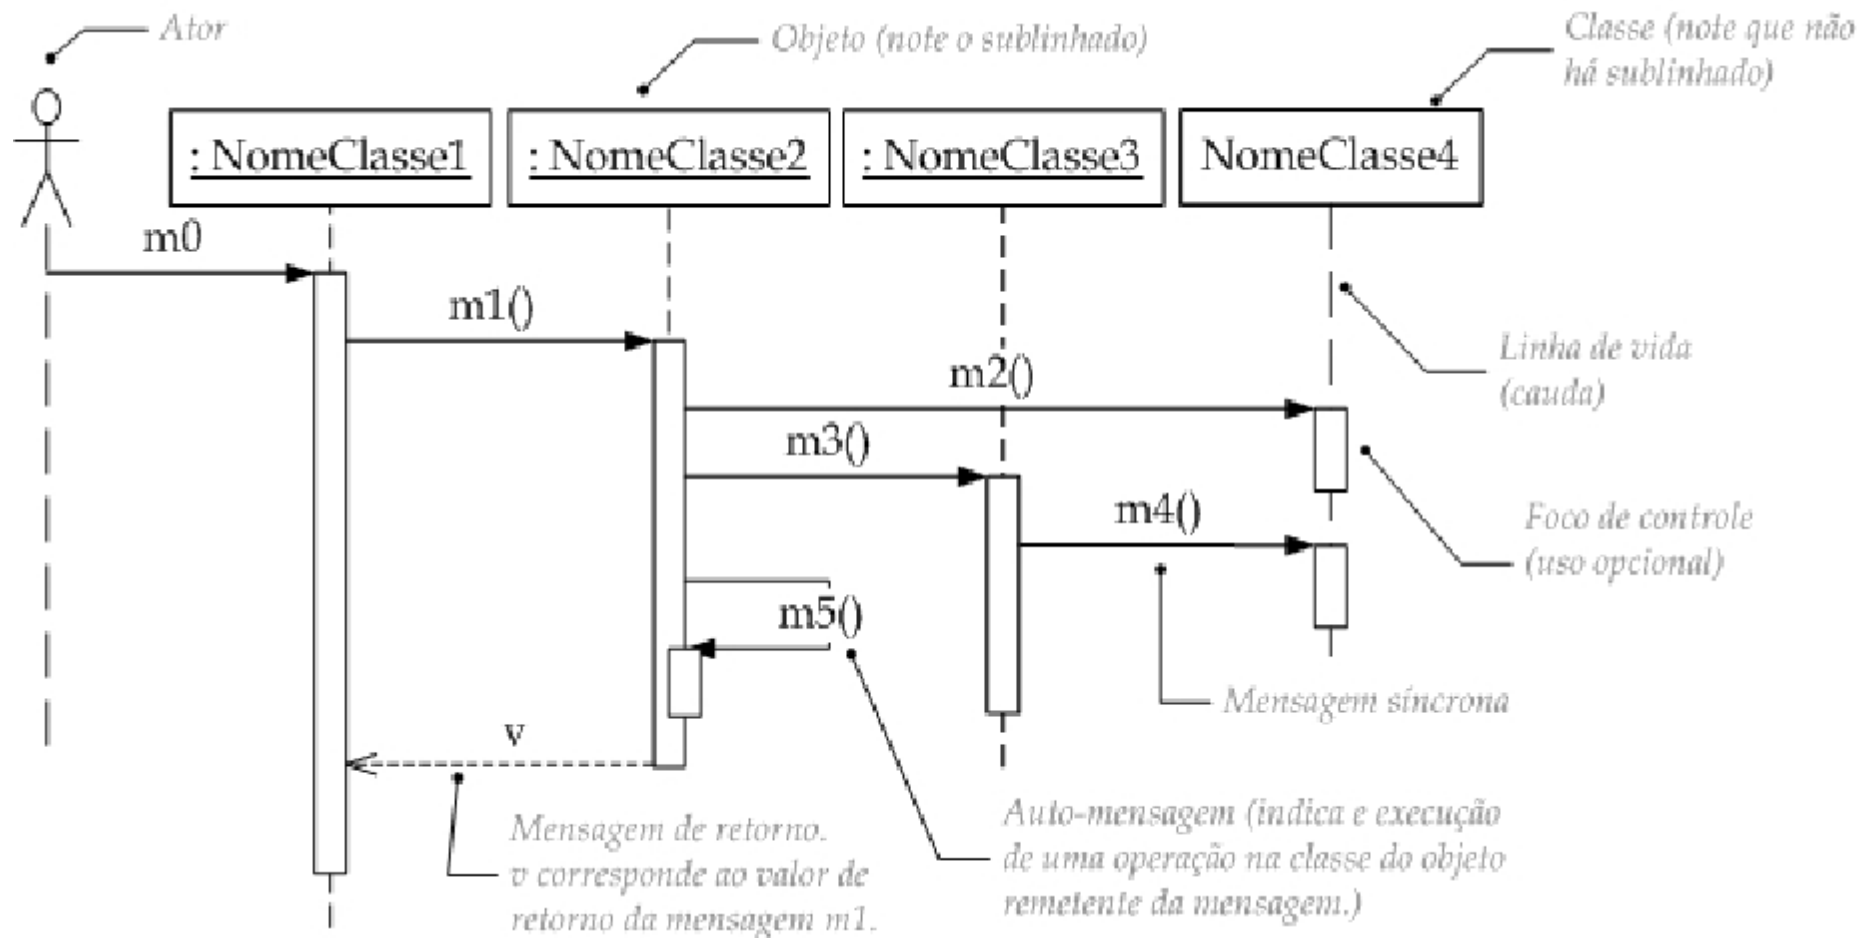 Ator
Objeto (note o sublinhado)
Classe (note que não
há sublinhado)
: NomeClasse1
: NomeClasse2
: NomeClasse3
NomeClasse4
m0
m1()
m2()
Linha de vida
(cauda)
m3()
m4()
Foco de controle
(uso opcional)
m5()
Mensagem síncrona
v
Mensagem de retorno.
v corresponde ao valor de
retorno da mensagem m1.
Auto-mensagem (indica e execução
de uma operação na classe do objeto
remetente da mensagem.)